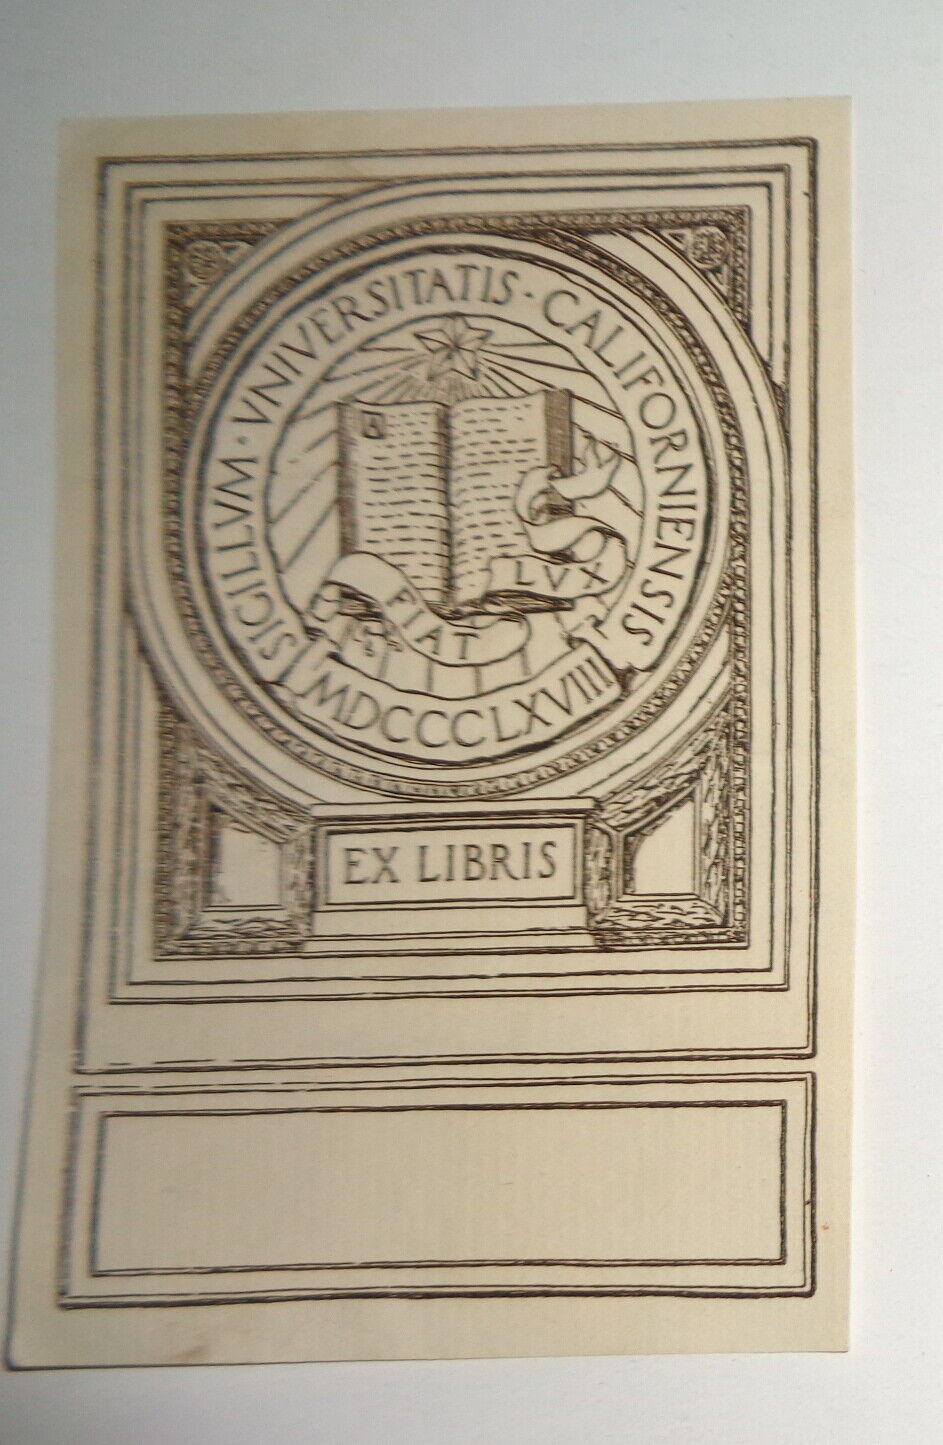 SIGILLVM · VNIVERSITATIS · CALIFORNIENSIS
A
FIAT LVX
MDCCCLXVIII
EX LIBRIS